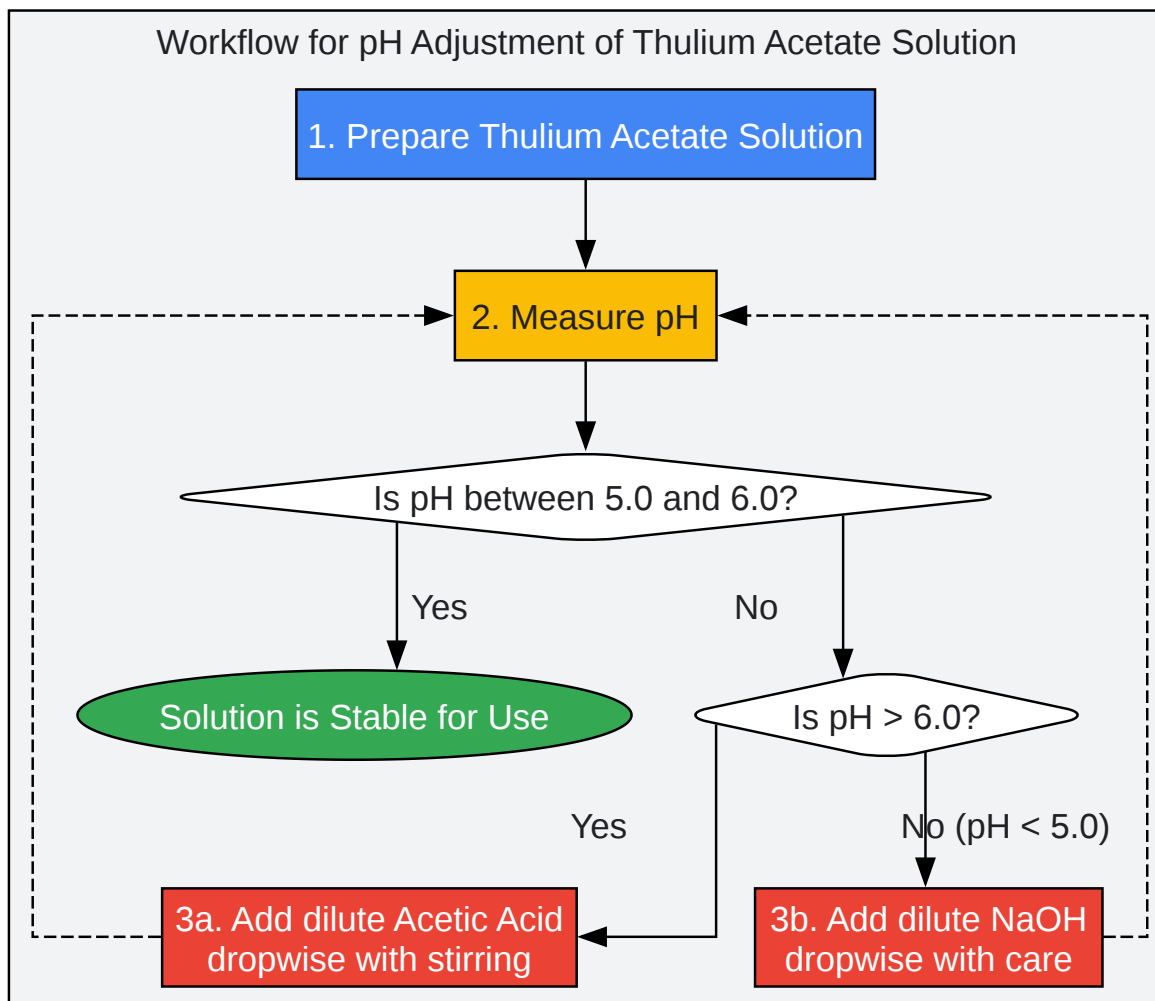 Workflow for pH Adjustment of Thulium Acetate Solution
1. Prepare Thulium Acetate Solution
2. Measure pH
Is pH between 5.0 and 6.0?
Yes
No
Solution is Stable for Use
Is pH > 6.0?
Yes
No (pH < 5.0)
3a. Add dilute Acetic Acid
dropwise with stirring
3b. Add dilute NaOH
dropwise with care